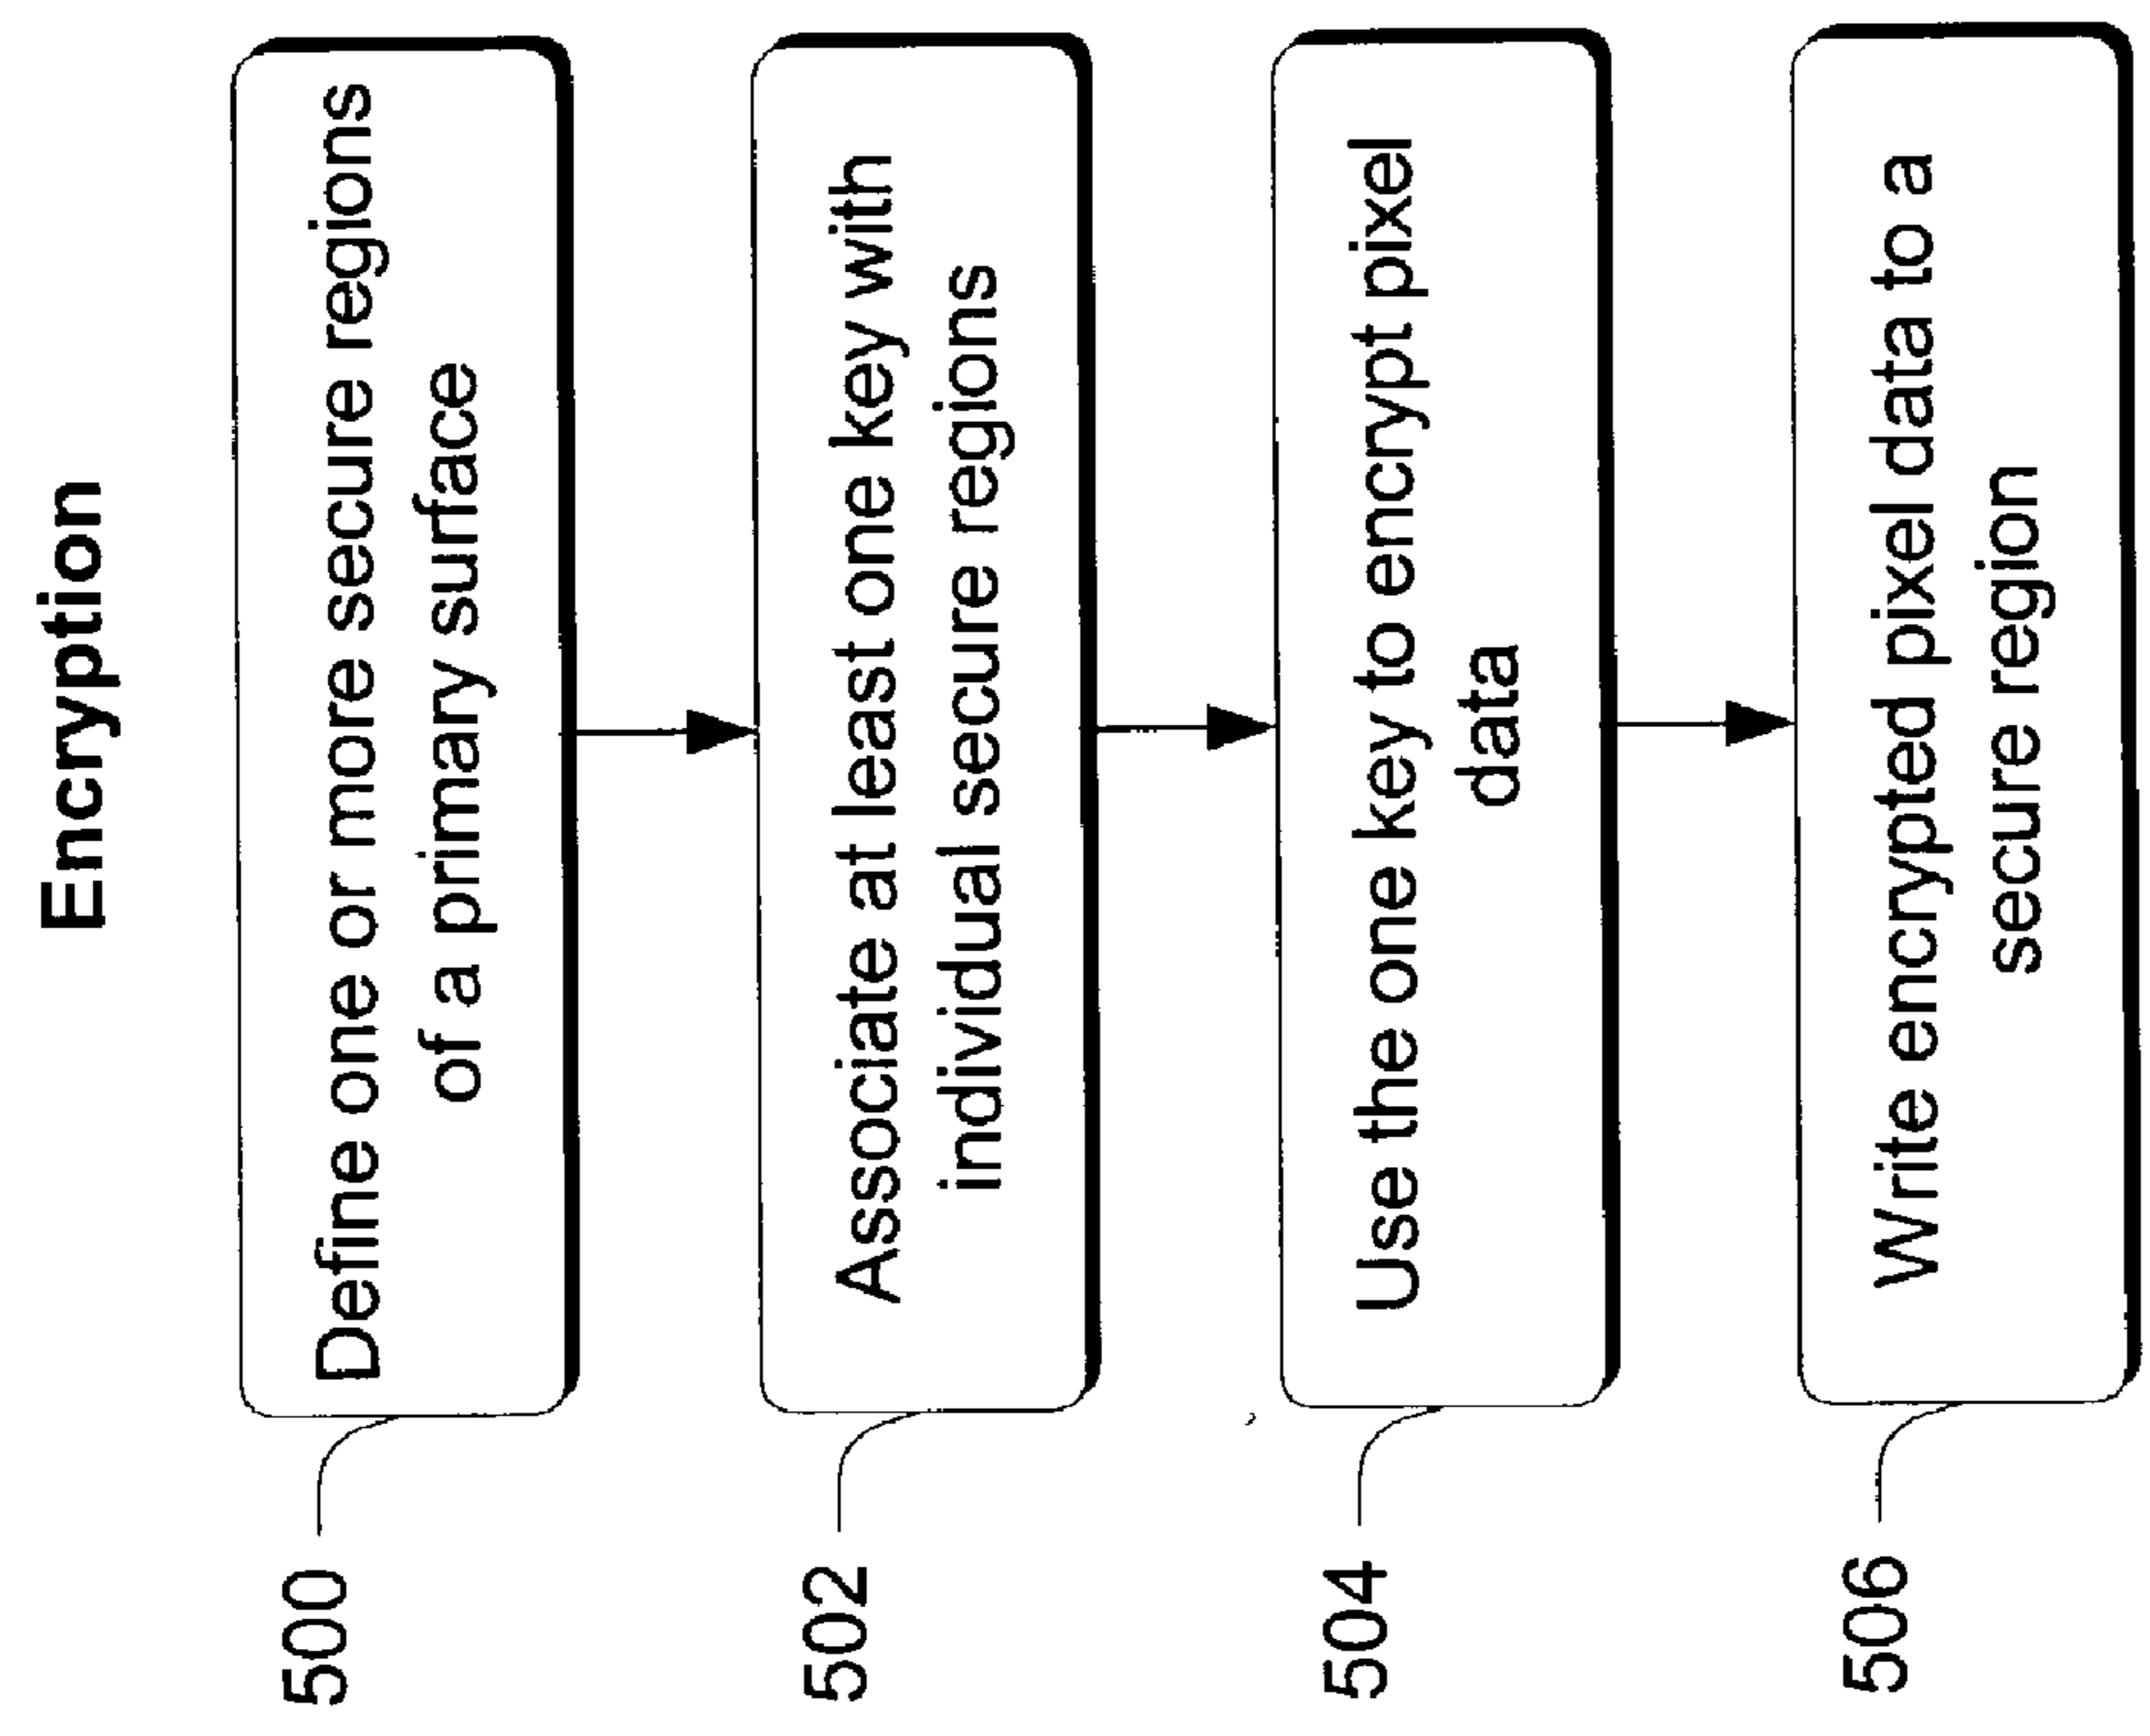 Encryption
500
Define one or more secure regions
of a primary surface
502
Associate at least one key with
individual secure regions
504
Use the one key to encrypt pixel
data
506
Write encrypted pixel data to a
secure region